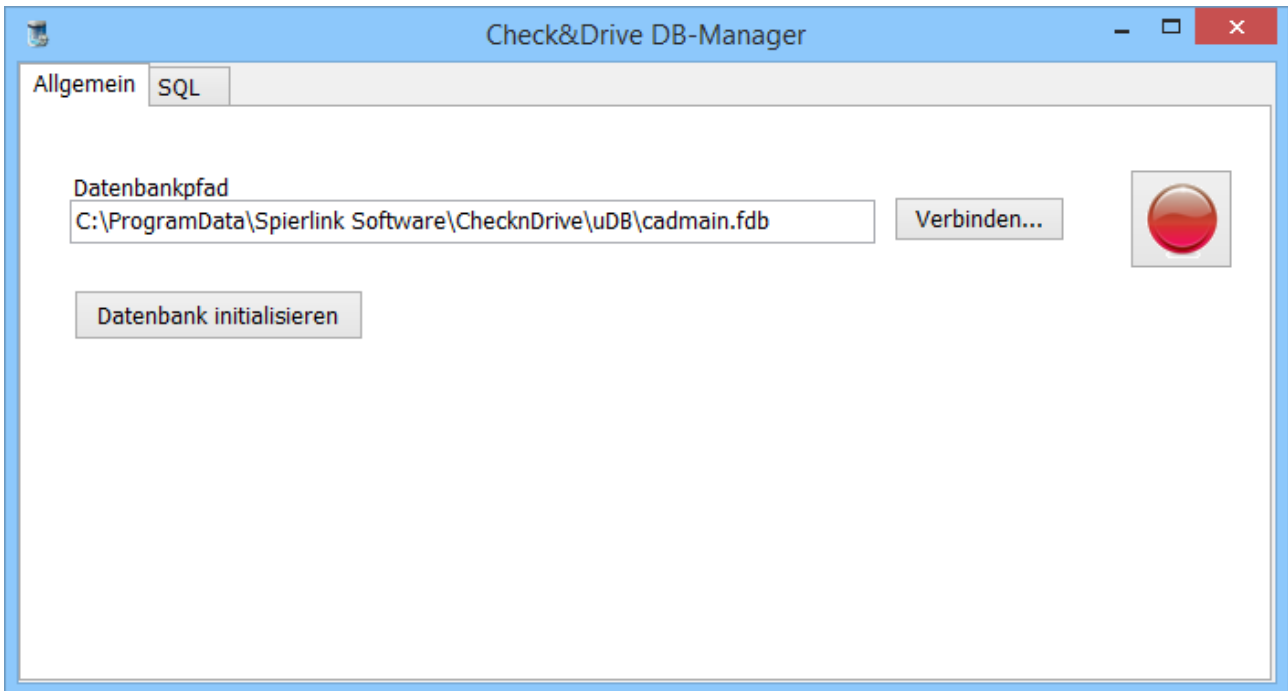 Check&Drive DB-Manager
Allgemein SQL
Datenbankpfad
C:\ProgramData\Spierlink Software\ChecknDrive\uDB\cadmain.fdb Verbinden...
Datenbank initialisieren